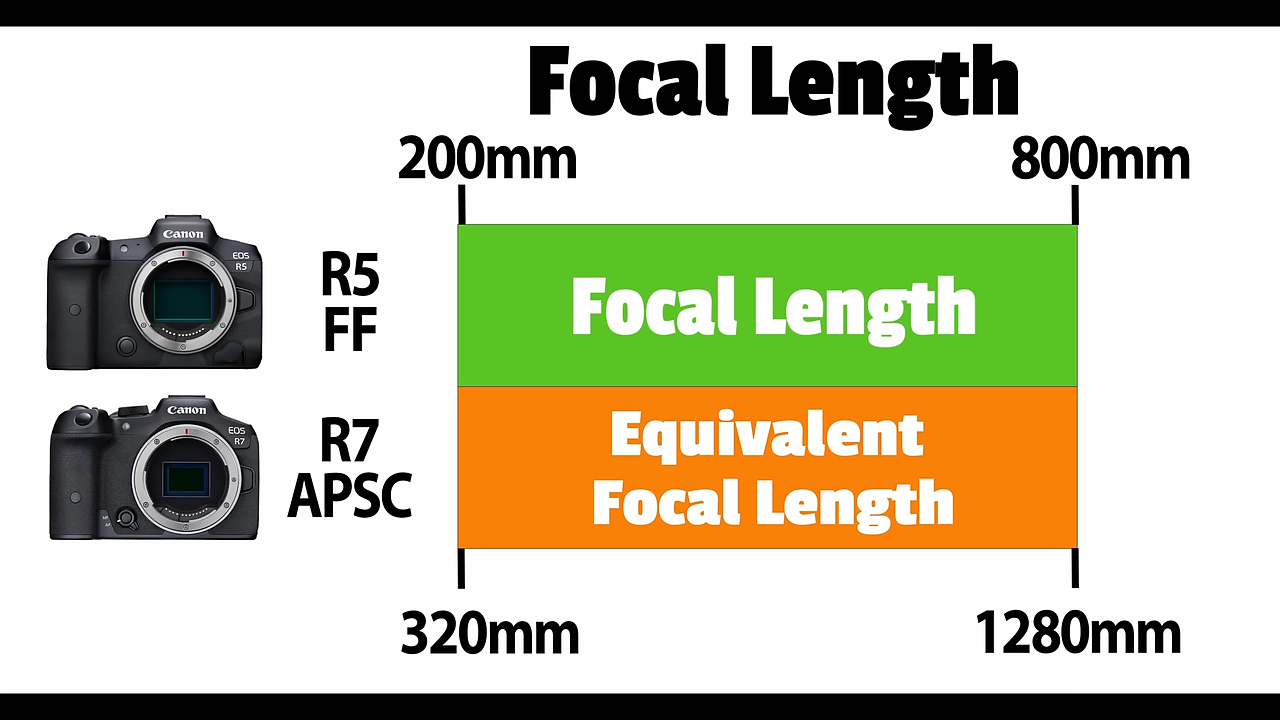 Focal Length
200mm
800mm
Canon
EOS
R5
R5
FF
Focal Length
Canon
EOS
R7
R7
APSC
Equivalent
Focal Length
320mm
1280mm